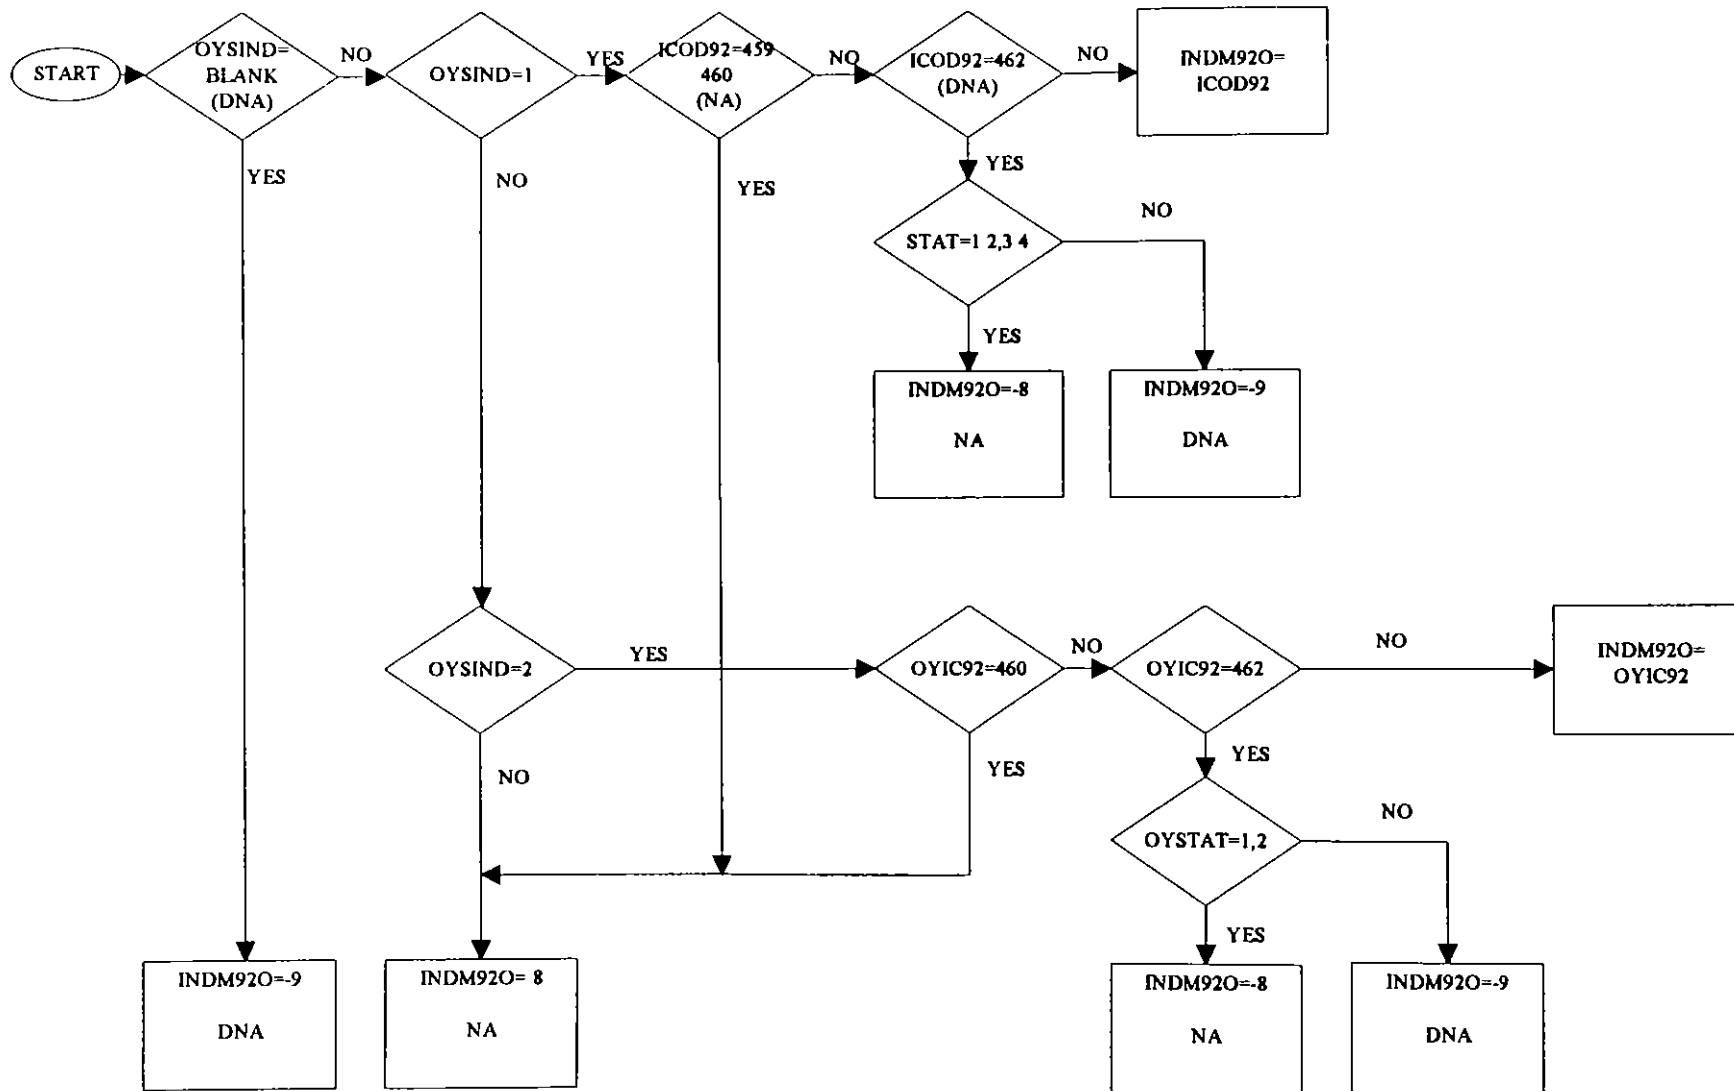 START
OYSIND=
BLANK
(DNA)
NO
OYSIND=1
YES
ICOD92=459
460
(NA)
NO
ICOD92=462
(DNA)
NO
INDM92O=
ICOD92
YES
NO
YES
YES
STAT=1 2,3 4
NO
YES
INDM92O=-8
NA
INDM92O=-9
DNA
OYSIND=2
YES
OYIC92=460
NO
OYIC92=462
NO
INDM92O=
OYIC92
NO
YES
YES
OYSTAT=1,2
NO
YES
INDM92O=-9
DNA
INDM92O= 8
NA
INDM92O=-8
NA
INDM92O=-9
DNA